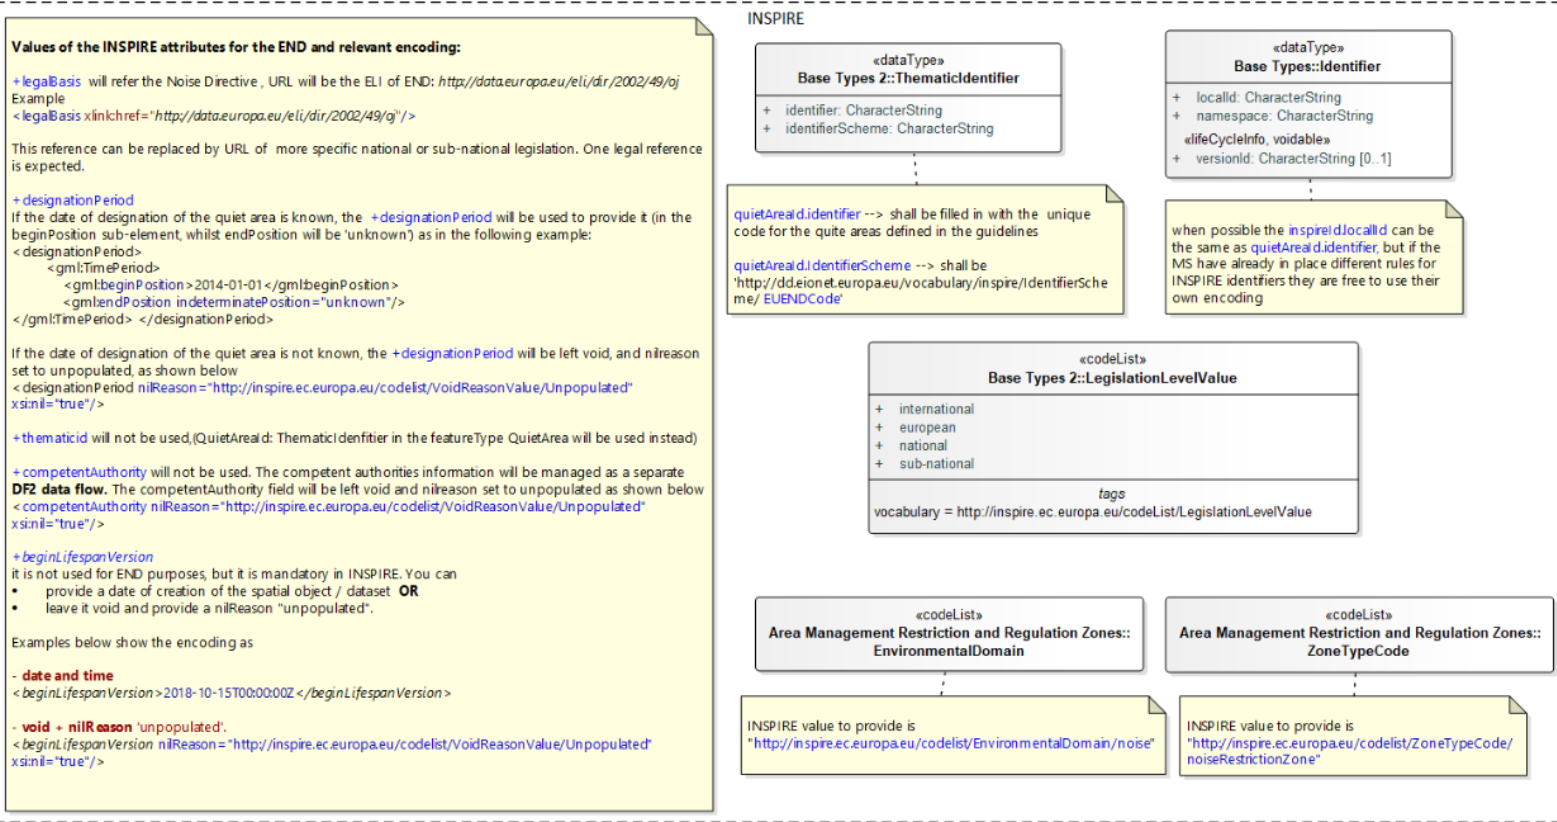 Values of the INSPIRE attributes for the END and relevant encoding:
+legalBasis will refer the Noise Directive , URL will be the ELI of END: http://data.europa.eu/eli/dir/2002/49/oj
Example
<legalBasis xlink:href="http://data.europa.eu/eli/dir/2002/49/oj"/>
This reference can be replaced by URL of more specific national or sub-national legislation. One legal reference
is expected.
+designationPeriod
If the date of designation of the quiet area is known, the +designationPeriod will be used to provide it (in the
beginPosition sub-element, whilst endPosition will be 'unknown') as in the following example:
<designationPeriod>
<gml:TimePeriod>
<gml:beginPosition>2014-01-01</gml:beginPosition>
<gml:endPosition indeterminatePosition="unknown"/>
</gml:TimePeriod> </designationPeriod>
If the date of designation of the quiet area is not known, the +designationPeriod will be left void, and nilreason
set to unpopulated, as shown below
<designationPeriod nilReason="http://inspire.ec.europa.eu/codelist/VoidReasonValue/Unpopulated"
xsi:nil="true"/>
+thematicid will not be used,(QuietAreaId: ThematicIdenfitier in the featureType QuietArea will be used instead)
+competentAuthority will not be used. The competent authorities information will be managed as a separate
DF2 data flow. The competentAuthority field will be left void and nilreason set to unpopulated as shown below
<competentAuthority nilReason="http://inspire.ec.europa.eu/codelist/VoidReasonValue/Unpopulated"
xsi:nil="true"/>
+beginLifespanVersion
it is not used for END purposes, but it is mandatory in INSPIRE. You can
• provide a date of creation of the spatial object / dataset OR
• leave it void and provide a nilReason "unpopulated".
Examples below show the encoding as
- date and time
<beginLifespanVersion>2018-10-15T00:00:00Z</beginLifespanVersion>
- void + nilReason 'unpopulated'.
<beginLifespanVersion nilReason="http://inspire.ec.europa.eu/codelist/VoidReasonValue/Unpopulated"
xsi:nil="true"/>
INSPIRE
«dataType»
Base Types 2::ThematicIdentifier
+ identifier: CharacterString
+ identifierScheme: CharacterString
quietAreaId.identifier --> shall be filled in with the unique
code for the quite areas defined in the guidelines
quietAreaId.IdentifierScheme --> shall be
'http://dd.eionet.europa.eu/vocabulary/inspire/IdentifierSche
me/ EUENDCode'
«dataType»
Base Types::Identifier
+ localId: CharacterString
+ namespace: CharacterString
«lifeCycleInfo, voidable»
+ versionId: CharacterString [0..1]
when possible the inspireId.locallId can be
the same as quietAreaId.identifier, but if the
MS have already in place different rules for
INSPIRE identifiers they are free to use their
own encoding
«codeList»
Base Types 2::LegislationLevelValue
+ international
+ european
+ national
+ sub-national
tags
vocabulary = http://inspire.ec.europa.eu/codeList/LegislationLevelValue
«codeList»
Area Management Restriction and Regulation Zones::
EnvironmentalDomain
INSPIRE value to provide is
"http://inspire.ec.europa.eu/codelist/EnvironmentalDomain/noise"
«codeList»
Area Management Restriction and Regulation Zones::
ZoneTypeCode
INSPIRE value to provide is
"http://inspire.ec.europa.eu/codelist/ZoneTypeCode/
noiseRestrictionZone"